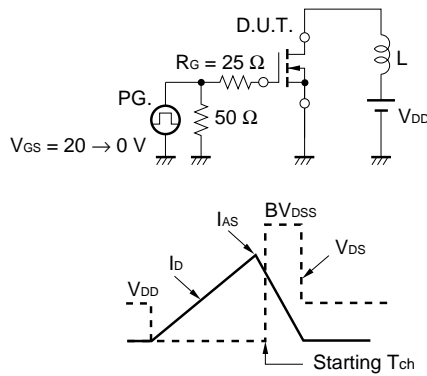 D.U.T.
RG = 25 Ω
L
PG.
50 Ω
VDD
VGS = 20 → 0 V
BVDSS
IAS
VDS
ID
VDD
Starting Tch